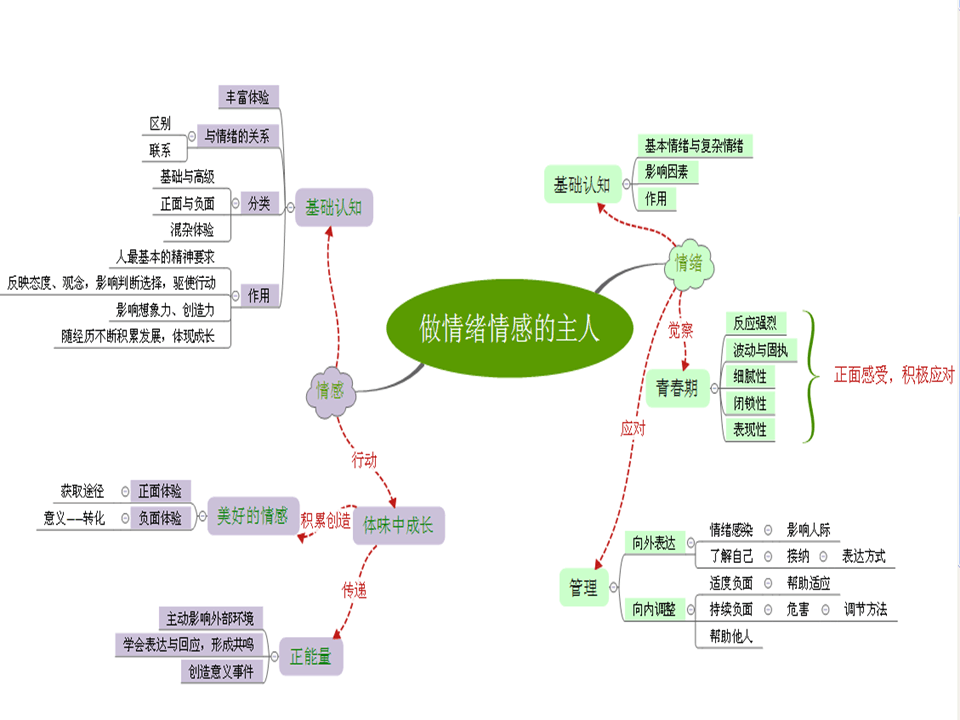 做情绪情感的主人
情绪
基础认知
基本情绪与复杂情绪
影响因素
作用
觉察
青春期
反应强烈
波动与固执
细腻性
闭锁性
表现性
正面感受，积极应对
应对
管理
向外表达
情绪感染
影响人际
了解自己
接纳
表达方式
向内调整
适度负面
帮助适应
持续负面
危害
调节方法
帮助他人
情感
基础认知
丰富体验
与情绪的关系
区别
联系
分类
基础与高级
正面与负面
混杂体验
作用
人最基本的精神要求
反映态度、观念，影响判断选择，驱使行动
影响想象力、创造力
随经历不断积累发展，体现成长
行动
体味中成长
积累创造
美好的情感
正面体验
获取途径
负面体验
意义——转化
传递
正能量
主动影响外部环境
学会表达与回应，形成共鸣
创造意义事件